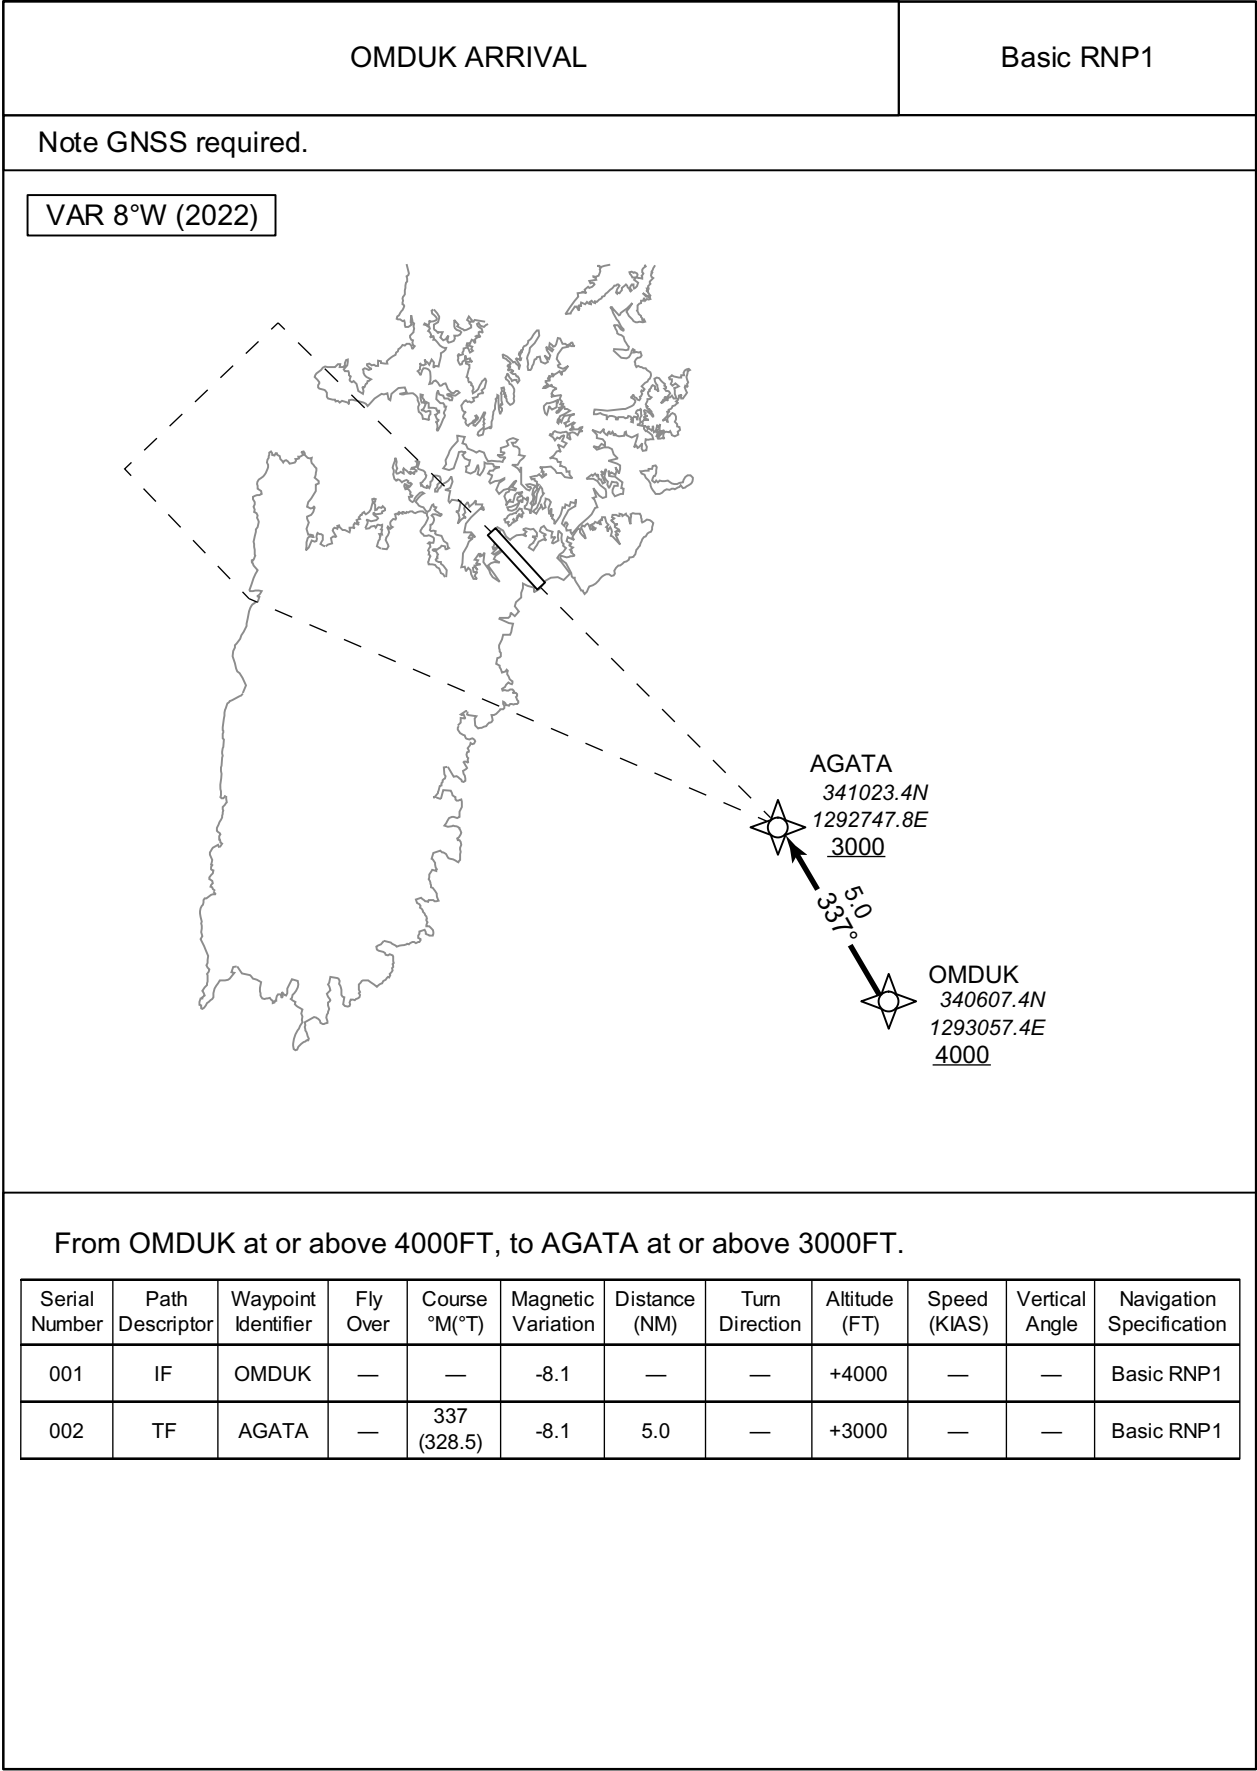 OMDUK ARRIVAL
Basic RNP1
Note GNSS required.
VAR 8°W (2022)
AGATA
341023.4N
1292747.8E
3000
5.0
337°
OMDUK
340607.4N
1293057.4E
4000
From OMDUK at or above 4000FT, to AGATA at or above 3000FT.
Serial Number Path Descriptor Waypoint Identifier Fly Over Course °M(°T) Magnetic Variation Distance (NM) Turn Direction Altitude (FT) Speed (KIAS) Vertical Angle Navigation Specification
001 IF OMDUK — — -8.1 — — +4000 — — Basic RNP1
002 TF AGATA — 337 (328.5) -8.1 5.0 — +3000 — — Basic RNP1